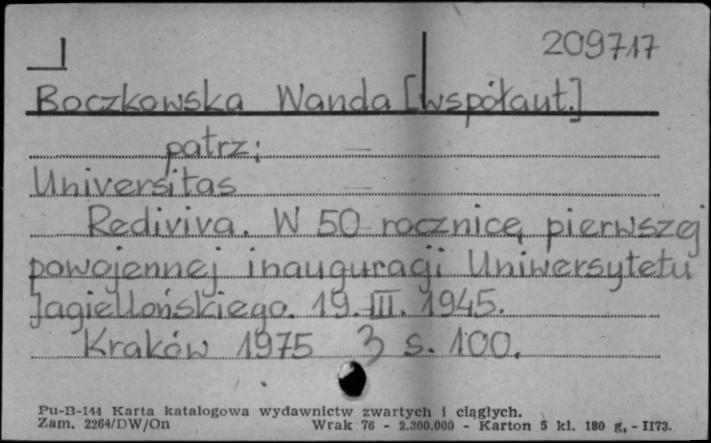 209717
Boczkowska Wanda [współaut.]
patrz:
Universitas
Rediviva. W 50 rocznicę pierwszej
powojennej inauguracji Uniwersytetu
Jagiellońskiego. 19. III. 1945.
Kraków 1975 3 s. 100.
Pu-B-144 Karta katalogowa wydawnictw zwartych i ciągłych.
Zam. 2264/DW/On Wrak 76 - 2.300.000 - Karton 5 kl. 180 g, - II73.